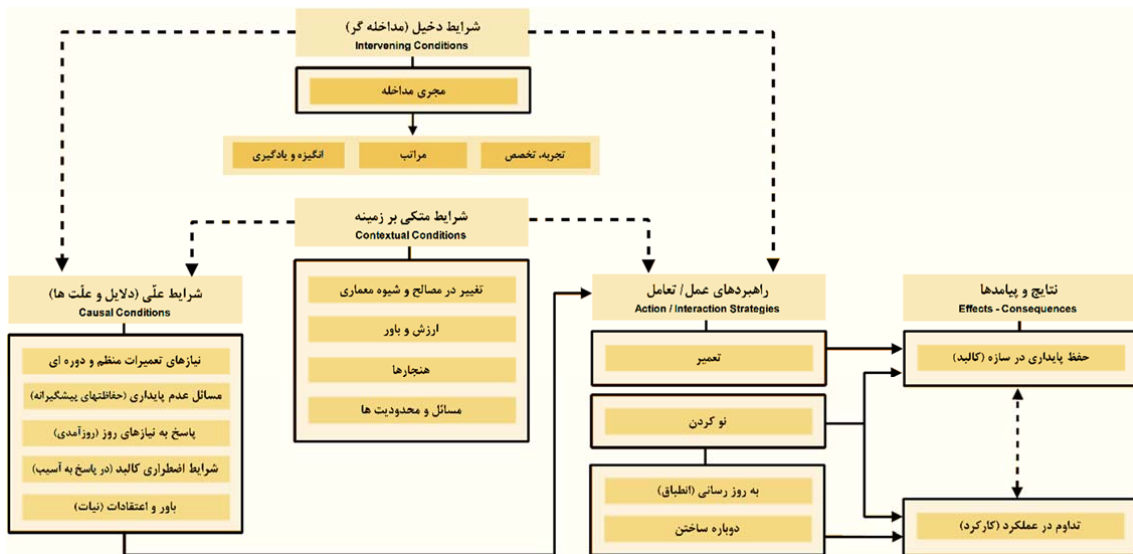 شرایط دخیل (مداخله گر)
Intervening Conditions
مجری مداخله
تجربه، تخصص
مراتب
انگیزه و یادگیری
شرایط متکی بر زمینه
Contextual Conditions
تغییر در مصالح و شیوه معماری
ارزش و باور
هنجارها
مسائل و محدودیت ها
شرایط علّی (دلایل و علّت ها)
Causal Conditions
نیازهای تعمیرات منظم و دوره ای
مسائل عدم پایداری (حفاظتهای پیشگیرانه)
پاسخ به نیازهای روز (روزآمدی)
شرایط اضطراری کالبد (در پاسخ به آسیب)
باور و اعتقادات (نیات)
راهبردهای عمل/ تعامل
Action / Interaction Strategies
تعمیر
نو کردن
به روز رسانی (انطباق)
دوباره ساختن
نتایج و پیامدها
Effects - Consequences
حفظ پایداری در سازه (کالبد)
تداوم در عملکرد (کارکرد)